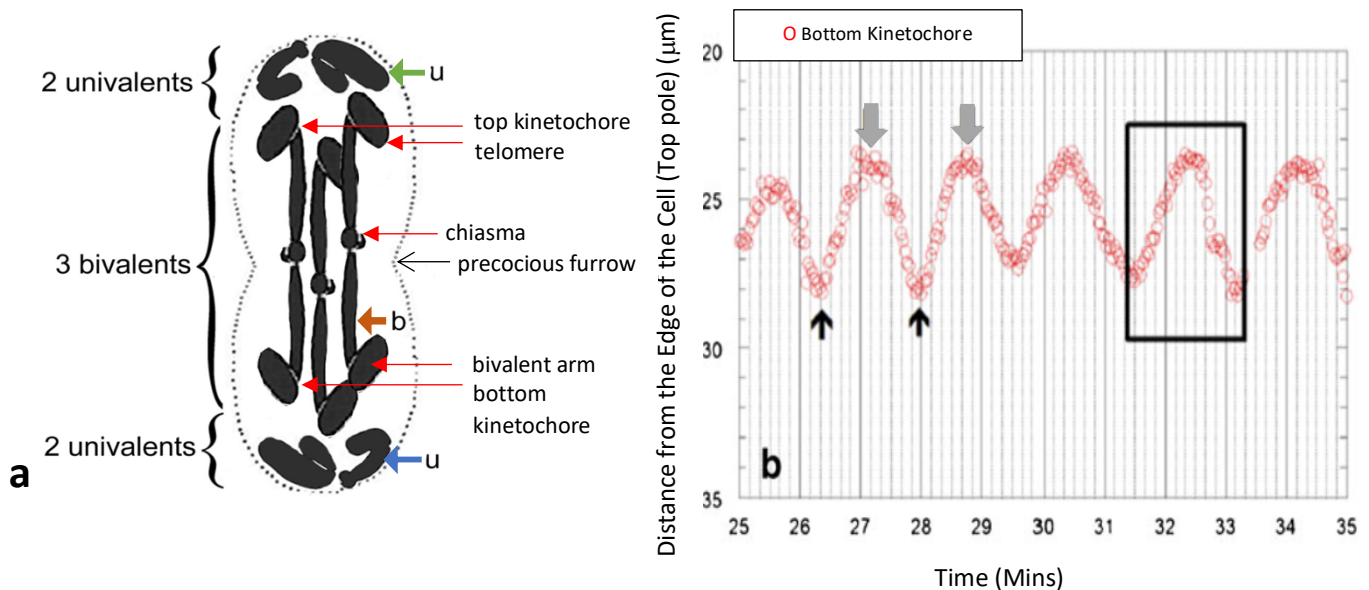 2 univalents
u
top kinetochore
telomere
3 bivalents
chiasma
precocious furrow
b
bivalent arm
bottom
kinetochore
2 univalents
u
a
O Bottom Kinetochore
Distance from the Edge of the Cell (Top pole) (μm)
20
25
30
35
b
25 26 27 28 29 30 31 32 33 34 35
Time (Mins)